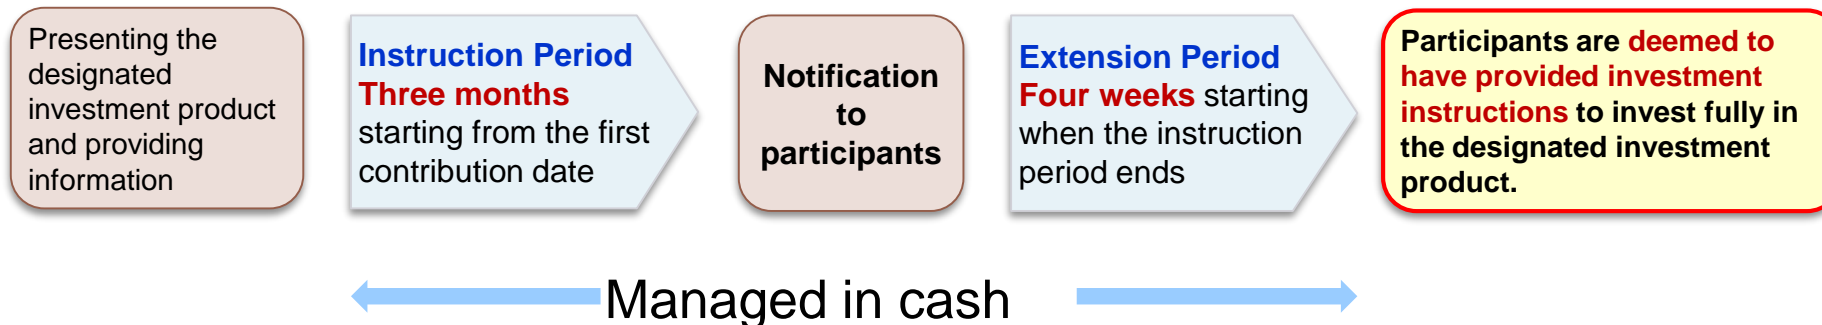 Presenting the
designated
investment product
and providing
information
Instruction Period
Three months
starting from the first
contribution date
Notification
to
participants
Extension Period
Four weeks starting
when the instruction
period ends
Participants are deemed to
have provided investment
instructions to invest fully in
the designated investment
product.
Managed in cash